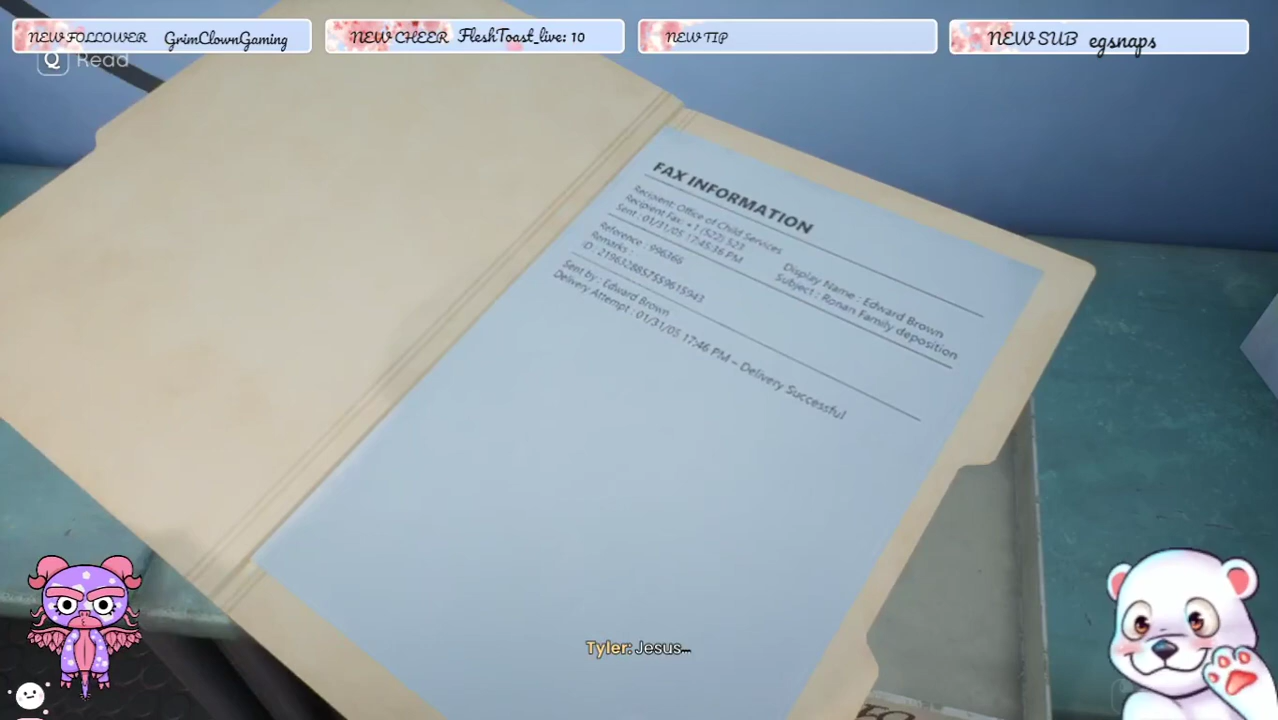 NEW FOLLOWER GrimClownGaming
NEW CHEER FleshToast_live: 10
NEW TIP
NEW SUB egsnaps
Q Read
FAX INFORMATION
Recipient: Office of Child Services
Recipient Fax: +1 (522) 523
Sent : 01/31/05 17:45:36 PM
Display Name : Edward Brown
Subject : Ronan Family deposition
Reference : 996366
Remarks :
ID : 2196328857559615943
Sent by : Edward Brown
Delivery Attempt : 01/31/05 17:46 PM - Delivery Successful
Tyler: Jesus...